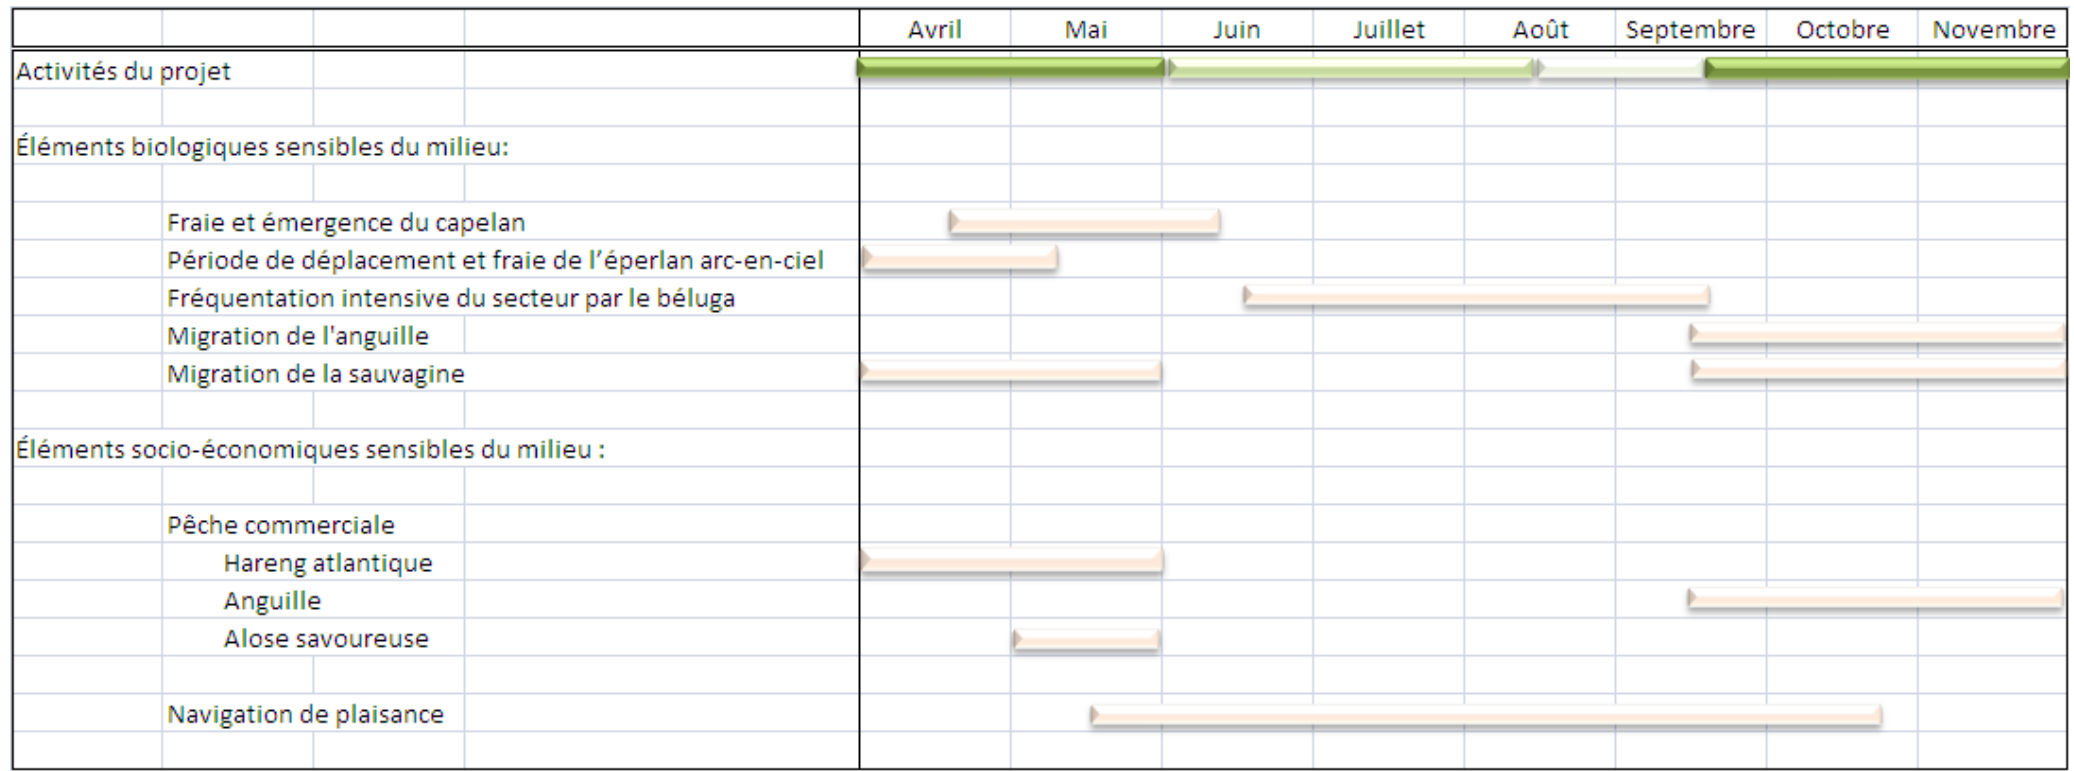 Avril Mai Juin Juillet Août Septembre Octobre Novembre
Activités du projet
Éléments biologiques sensibles du milieu:
Fraie et émergence du capelan
Période de déplacement et fraie de l’éperlan arc-en-ciel
Fréquentation intensive du secteur par le béluga
Migration de l'anguille
Migration de la sauvagine
Éléments socio-économiques sensibles du milieu :
Pêche commerciale
Hareng atlantique
Anguille
Alose savoureuse
Navigation de plaisance